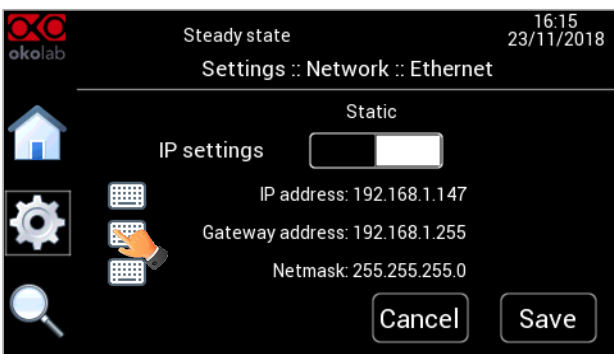 OKO
okolab
Steady state
16:15
23/11/2018
Settings :: Network :: Ethernet
Static
IP settings
IP address: 192.168.1.147
Gateway address: 192.168.1.255
Netmask: 255.255.255.0
Cancel
Save